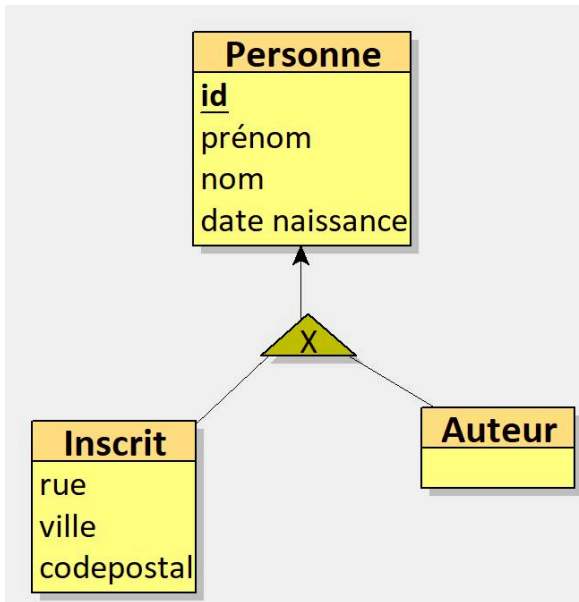 Personne
id
prénom
nom
date naissance
X
Inscrit
rue
ville
codepostal
Auteur